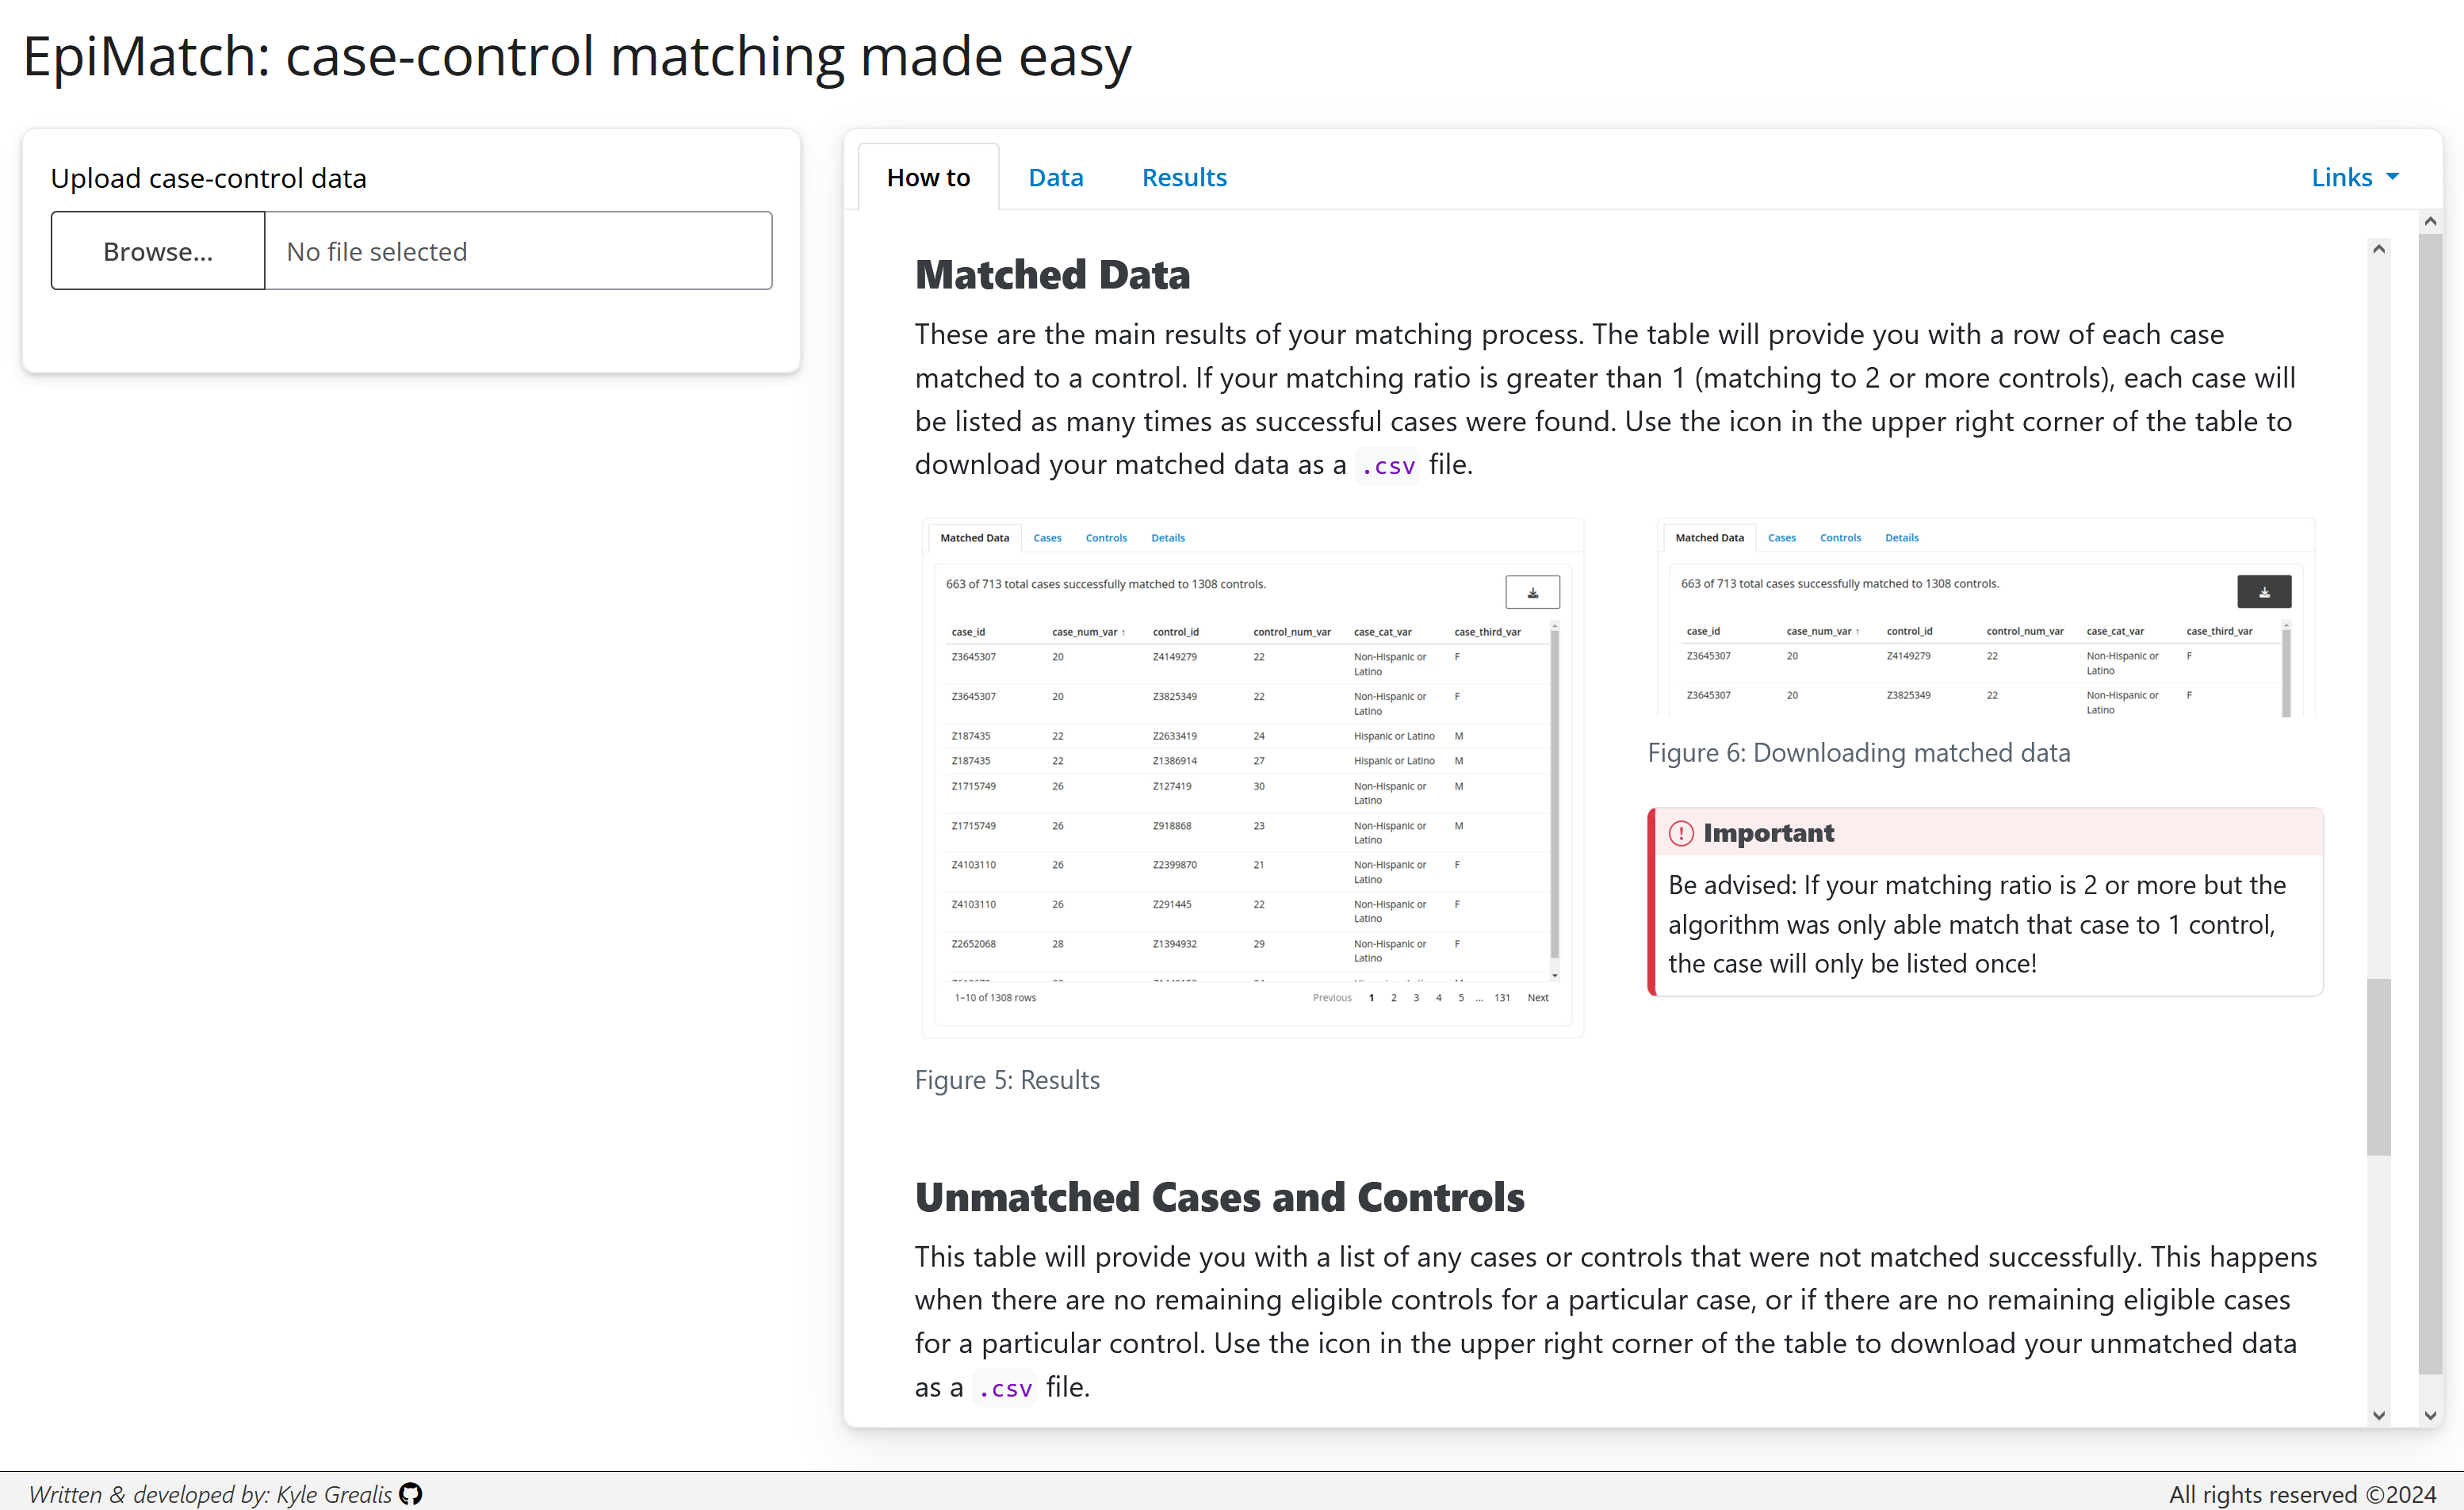 EpiMatch: case-control matching made easy
Upload case-control data
Browse... No file selected
How to Data Results Links
Matched Data
These are the main results of your matching process. The table will provide you with a row of each case
matched to a control. If your matching ratio is greater than 1 (matching to 2 or more controls), each case will
be listed as many times as successful cases were found. Use the icon in the upper right corner of the table to
download your matched data as a .csv file.
Matched Data Cases Controls Details
663 of 713 total cases successfully matched to 1308 controls.
case_id case_num_var ↑ control_id control_num_var case_cat_var case_third_var
Z3645307 20 Z4149279 22 Non-Hispanic or F
Latino
Z3645307 20 Z3825349 22 Non-Hispanic or F
Latino
Z187435 22 Z2633419 24 Hispanic or Latino M
Z187435 22 Z1386914 27 Hispanic or Latino M
Z1715749 26 Z127419 30 Non-Hispanic or M
Latino
Z1715749 26 Z918868 23 Non-Hispanic or M
Latino
Z4103110 26 Z2399870 21 Non-Hispanic or F
Latino
Z4103110 26 Z291445 22 Non-Hispanic or F
Latino
Z2652068 28 Z1394932 29 Non-Hispanic or F
Latino
1–10 of 1308 rows Previous 1 2 3 4 5 ... 131 Next
Figure 5: Results
Matched Data Cases Controls Details
663 of 713 total cases successfully matched to 1308 controls.
case_id case_num_var ↑ control_id control_num_var case_cat_var case_third_var
Z3645307 20 Z4149279 22 Non-Hispanic or F
Latino
Z3645307 20 Z3825349 22 Non-Hispanic or F
Latino
Figure 6: Downloading matched data
Important
Be advised: If your matching ratio is 2 or more but the
algorithm was only able match that case to 1 control,
the case will only be listed once!
Unmatched Cases and Controls
This table will provide you with a list of any cases or controls that were not matched successfully. This happens
when there are no remaining eligible controls for a particular case, or if there are no remaining eligible cases
for a particular control. Use the icon in the upper right corner of the table to download your unmatched data
as a .csv file.
Written & developed by: Kyle Grealis
All rights reserved ©2024